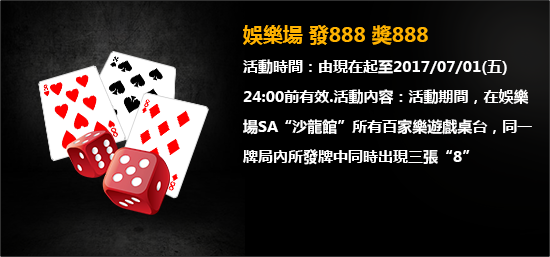 娛樂場 發888 獎888
活動時間：由現在起至2017/07/01(五)
24:00前有效.活動內容：活動期間，在娛樂
場SA“沙龍館”所有百家樂遊戲桌台，同一
牌局內所發牌中同時出現三張“8”